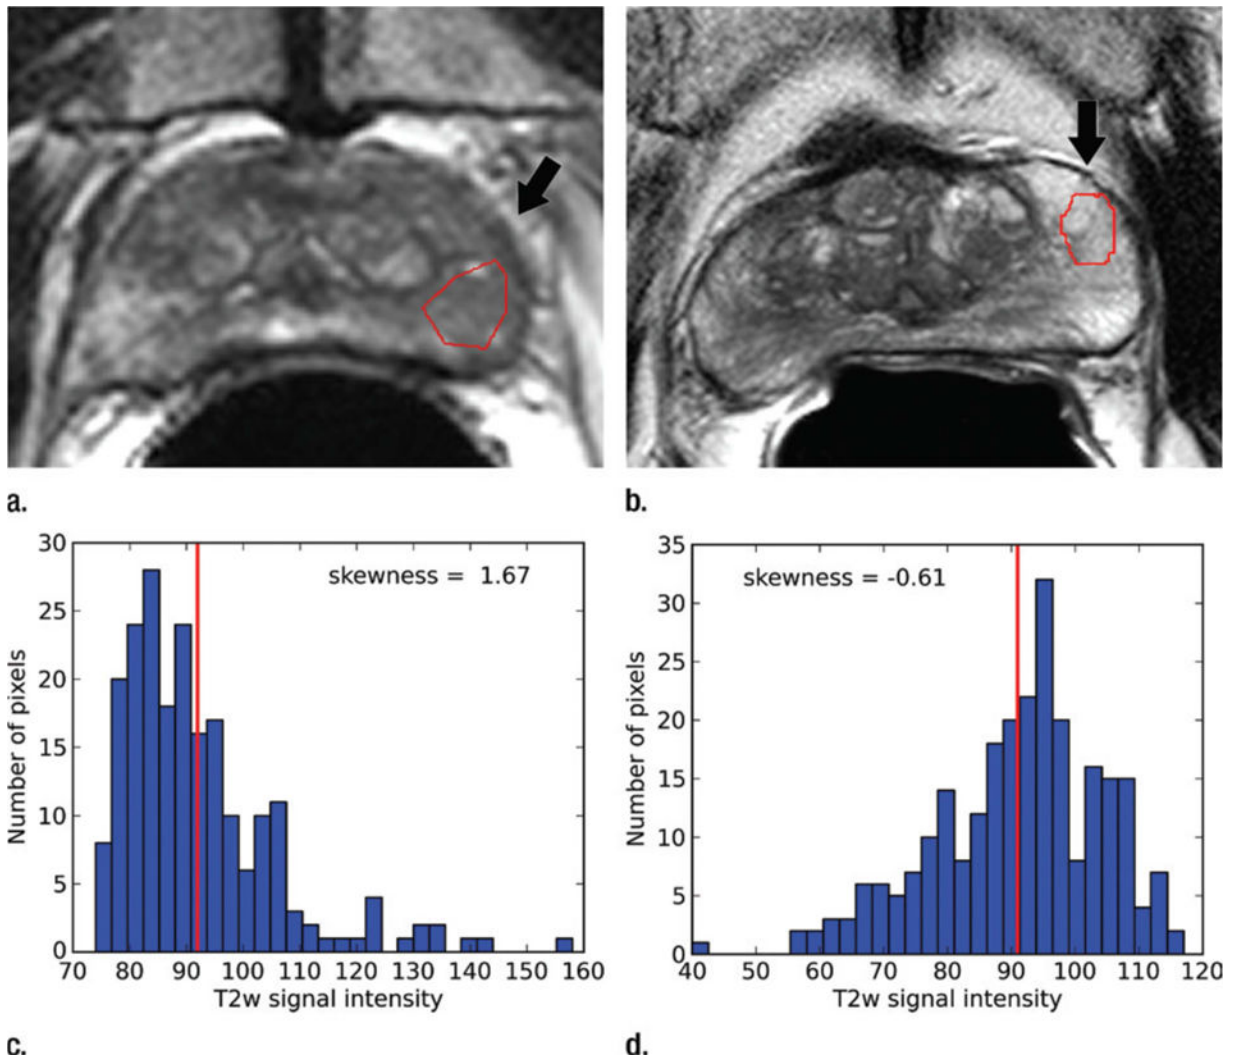 a.
b.
30
25
20
15
10
5
0
Number of pixels
skewness =  1.67
70 80 90 100 110 120 130 140 150 160
T2w signal intensity
35
30
25
20
15
10
5
0
Number of pixels
skewness = -0.61
40 50 60 70 80 90 100 110 120
T2w signal intensity
c.
d.